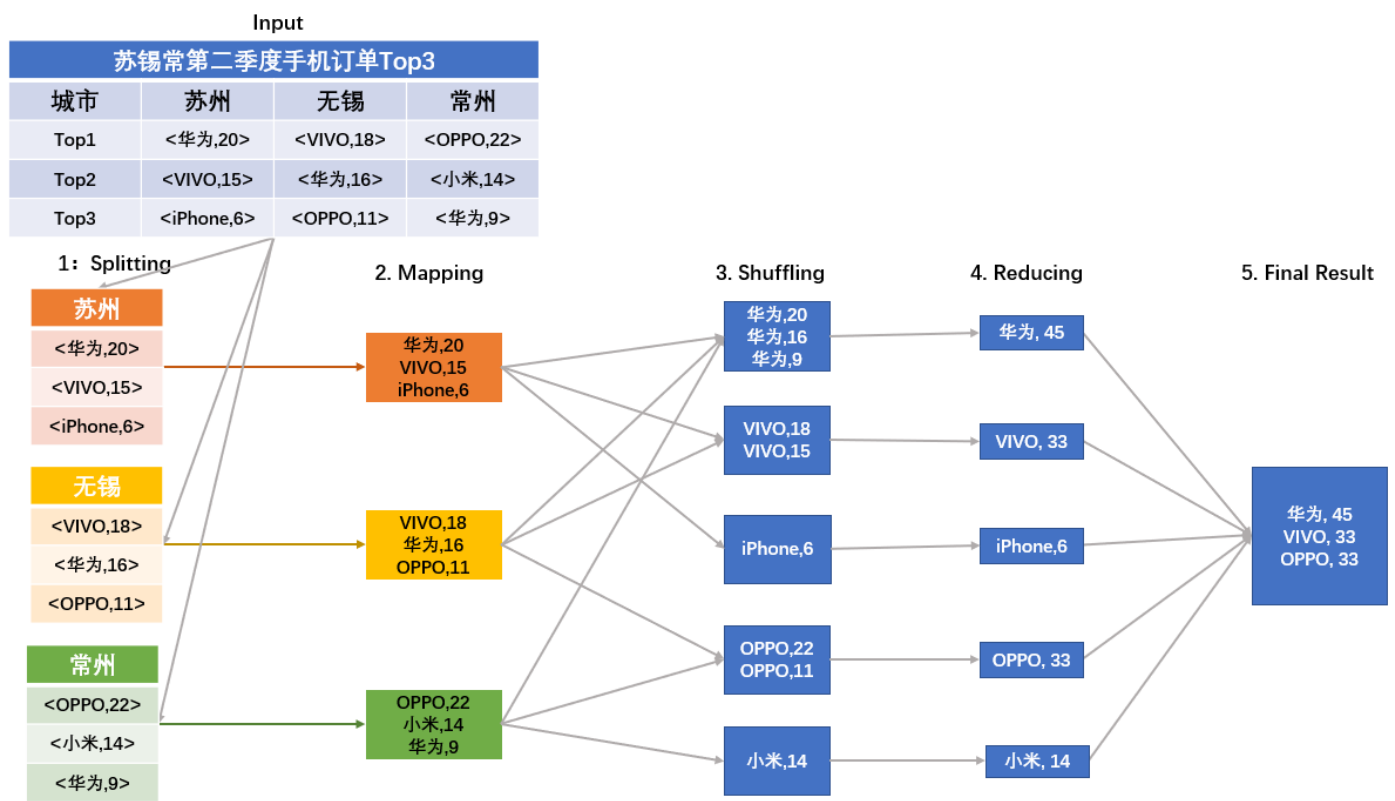 Input
苏锡常第二季度手机订单Top3
城市 苏州 无锡 常州
Top1 <华为,20> <VIVO,18> <OPPO,22>
Top2 <VIVO,15> <华为,16> <小米,14>
Top3 <iPhone,6> <OPPO,11> <华为,9>
1：Splitting
苏州
<华为,20>
<VIVO,15>
<iPhone,6>
无锡
<VIVO,18>
<华为,16>
<OPPO,11>
常州
<OPPO,22>
<小米,14>
<华为,9>
2. Mapping
华为,20
VIVO,15
iPhone,6
VIVO,18
华为,16
OPPO,11
OPPO,22
小米,14
华为,9
3. Shuffling
华为,20
华为,16
华为,9
VIVO,18
VIVO,15
iPhone,6
OPPO,22
OPPO,11
小米,14
4. Reducing
华为, 45
VIVO, 33
iPhone,6
OPPO, 33
小米, 14
5. Final Result
华为, 45
VIVO, 33
OPPO, 33